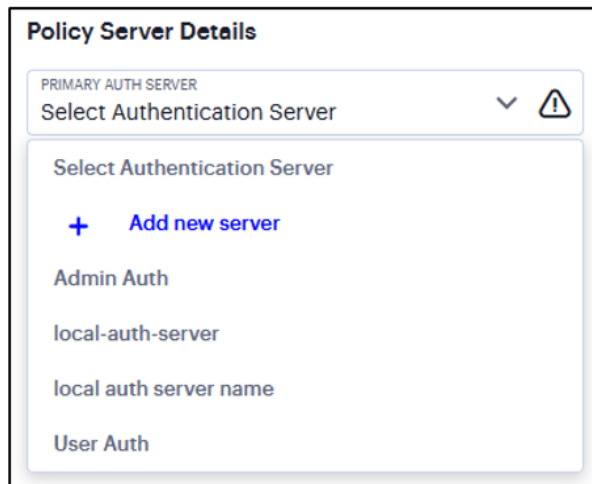 Policy Server Details
PRIMARY AUTH SERVER
Select Authentication Server
Select Authentication Server
+ Add new server
Admin Auth
local-auth-server
local auth server name
User Auth